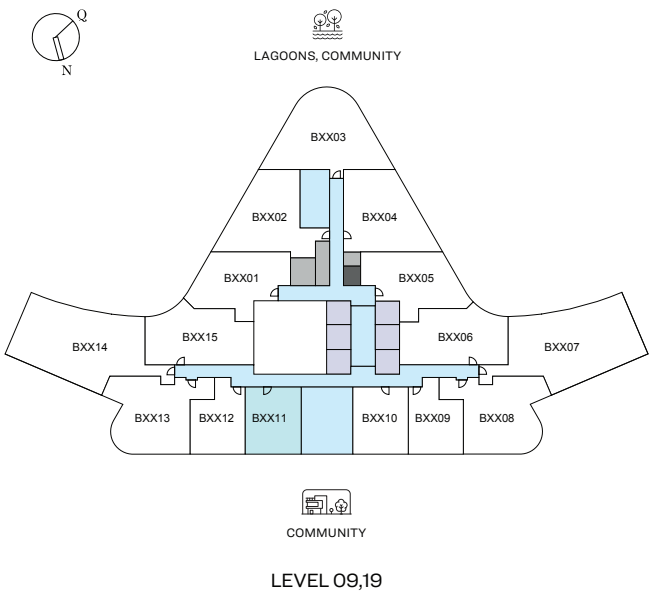 Q
N
LAGOONS, COMMUNITY
BXX03
BXX02 BXX04
BXX01 BXX05
BXX14 BXX15 BXX06 BXX07
BXX13 BXX12 BXX11 BXX10 BXX09 BXX08
COMMUNITY
LEVEL 09,19